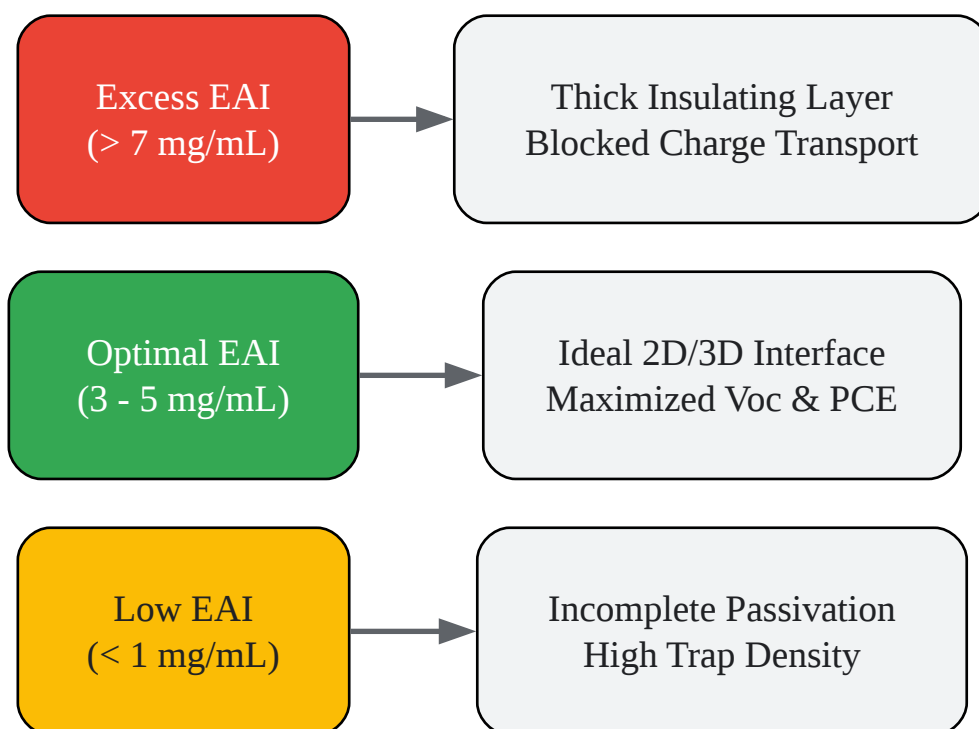 Excess EAI
(> 7 mg/mL)
Thick Insulating Layer
Blocked Charge Transport
Optimal EAI
(3 - 5 mg/mL)
Ideal 2D/3D Interface
Maximized Voc & PCE
Low EAI
(< 1 mg/mL)
Incomplete Passivation
High Trap Density